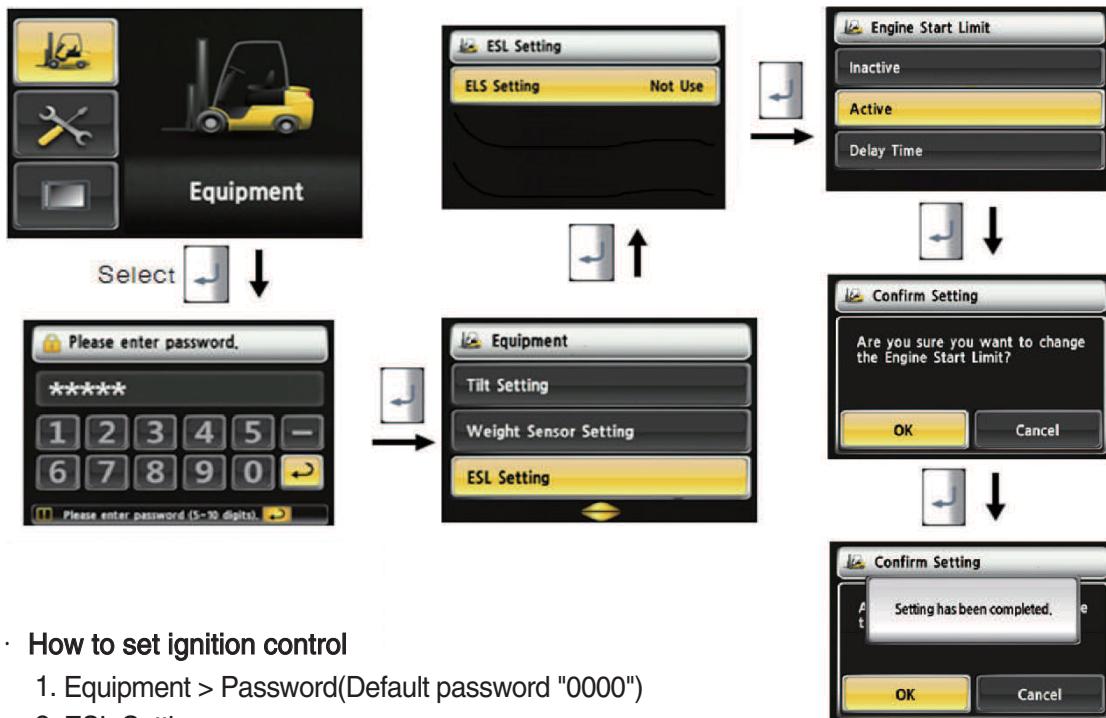 Equipment
Select
Please enter password.
*****
1 2 3 4 5 –
6 7 8 9 0
Please enter password (5~10 digits).
Equipment
Tilt Setting
Weight Sensor Setting
ESL Setting
ESL Setting
ELS Setting Not Use
Engine Start Limit
Inactive
Active
Delay Time
Confirm Setting
Are you sure you want to change
the Engine Start Limit?
OK Cancel
Confirm Setting
Setting has been completed.
OK Cancel
· How to set ignition control
1. Equipment > Password(Default password "0000")